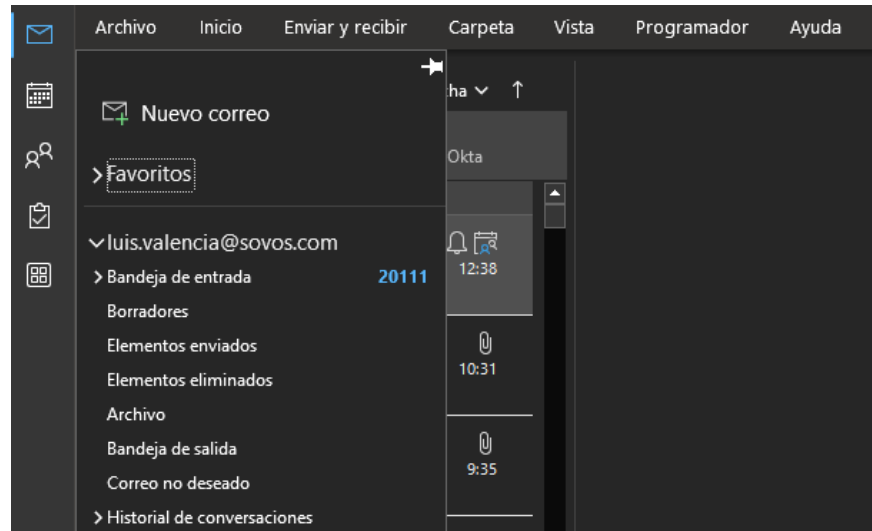 Archivo Inicio Enviar y recibir Carpeta Vista Programador Ayuda
Nuevo correo
Favoritos
luis.valencia@sovos.com
Bandeja de entrada 20111
Borradores
Elementos enviados
Elementos eliminados
Archivo
Bandeja de salida
Correo no deseado
Historial de conversaciones
ha
Okta
12:38
10:31
9:35